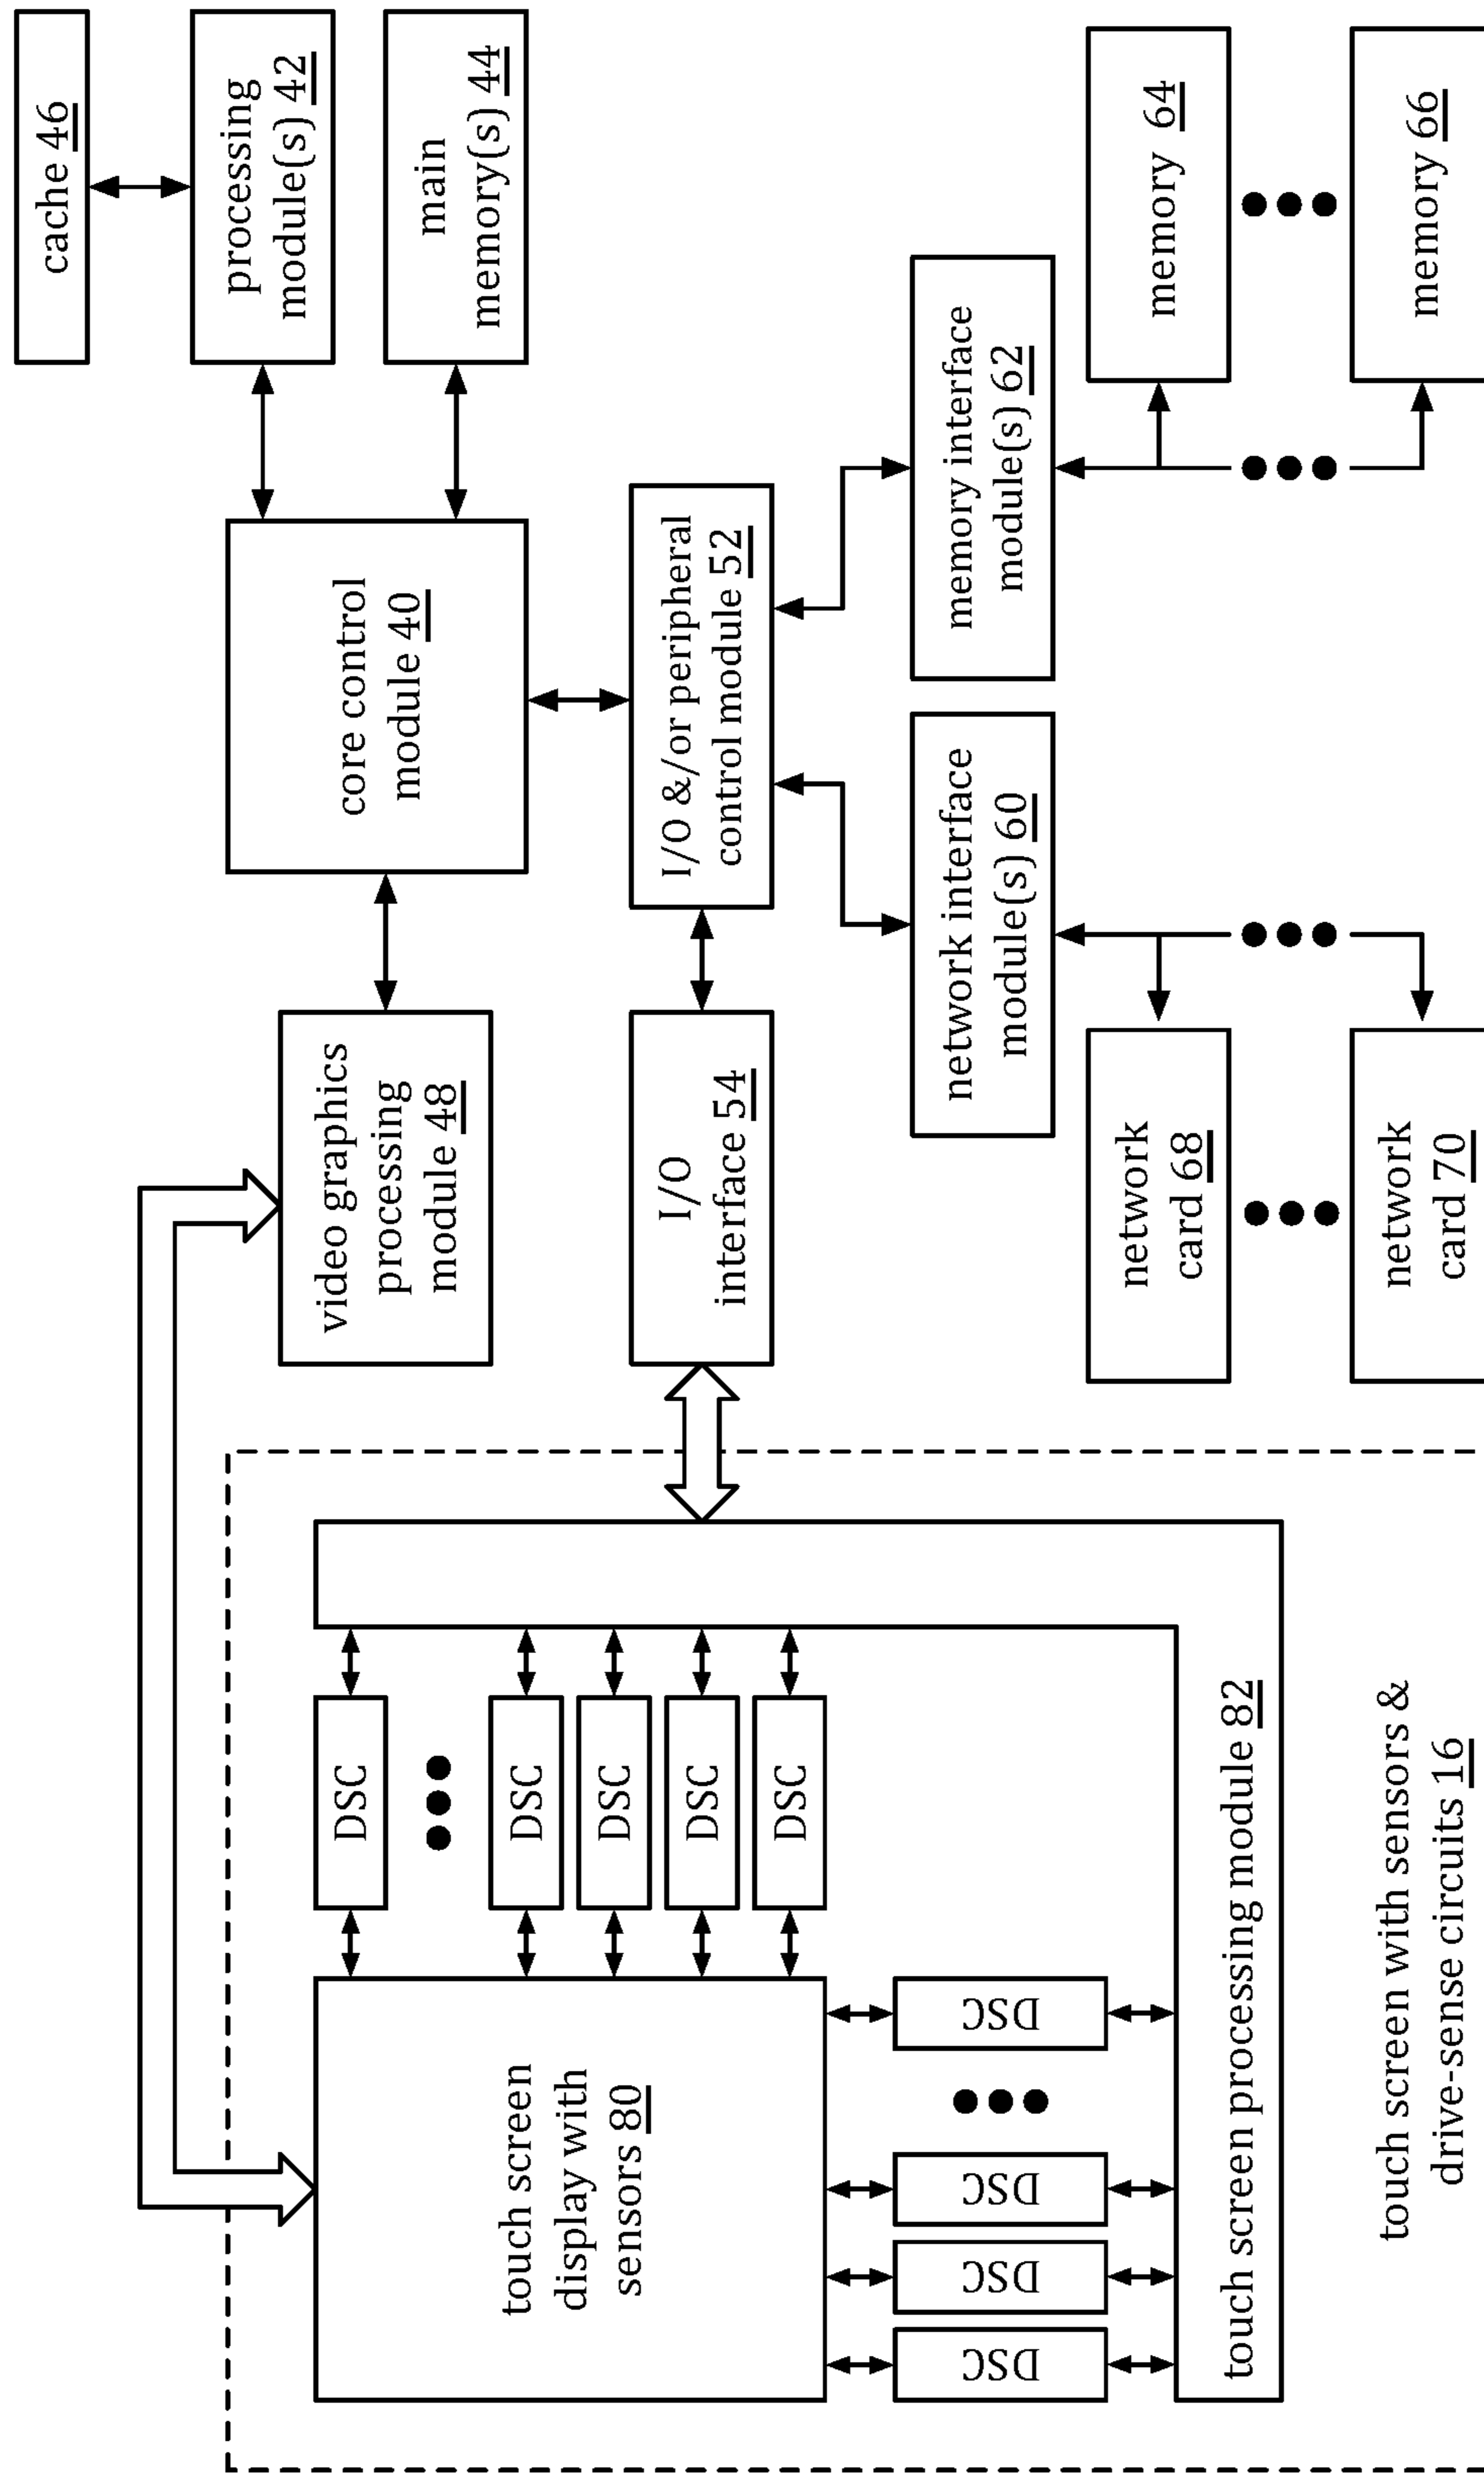 cache 46
processing
module(s) 42
main
memory(s) 44
core control
module 40
video graphics
processing
module 48
I/O &/or peripheral
control module 52
I/O
interface 54
memory interface
module(s) 62
network interface
module(s) 60
memory 64
memory 66
network
card 68
network
card 70
touch screen
display with
sensors 80
DSC
DSC
DSC
DSC
DSC
DSC
DSC
DSC
DSC
touch screen processing module 82
touch screen with sensors &
drive-sense circuits 16